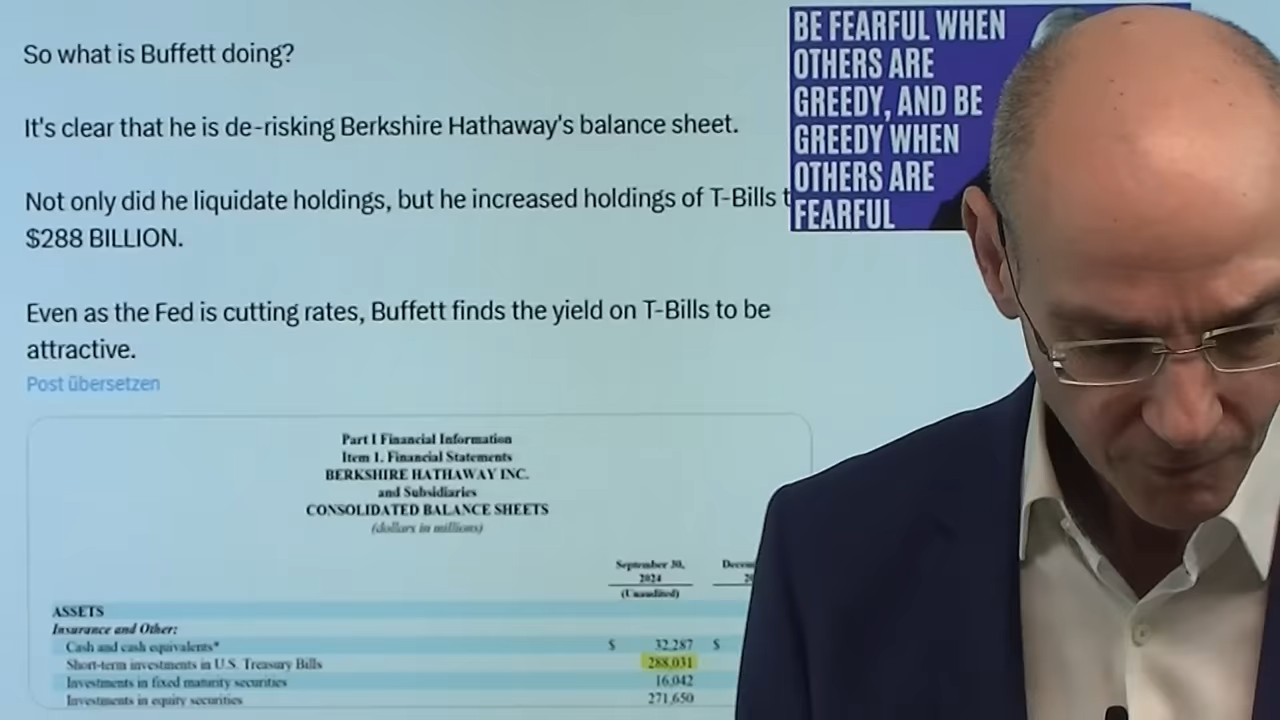 So what is Buffett doing?
It's clear that he is de-risking Berkshire Hathaway's balance sheet.
Not only did he liquidate holdings, but he increased holdings of T-Bills
$288 BILLION.
Even as the Fed is cutting rates, Buffett finds the yield on T-Bills to be
attractive.
Post übersetzen
BE FEARFUL WHEN
OTHERS ARE
GREEDY, AND BE
GREEDY WHEN
OTHERS ARE
FEARFUL
Part I Financial Information
Item 1. Financial Statements
BERKSHIRE HATHAWAY INC.
and Subsidiaries
CONSOLIDATED BALANCE SHEETS
(dollars in millions)
September 30,
2024
(Unaudited)
ASSETS
Insurance and Other:
Cash and cash equivalents* $ 32,287 $
Short-term investments in U.S. Treasury Bills 288,031
Investments in fixed maturity securities 16,042
Investments in equity securities 271,650